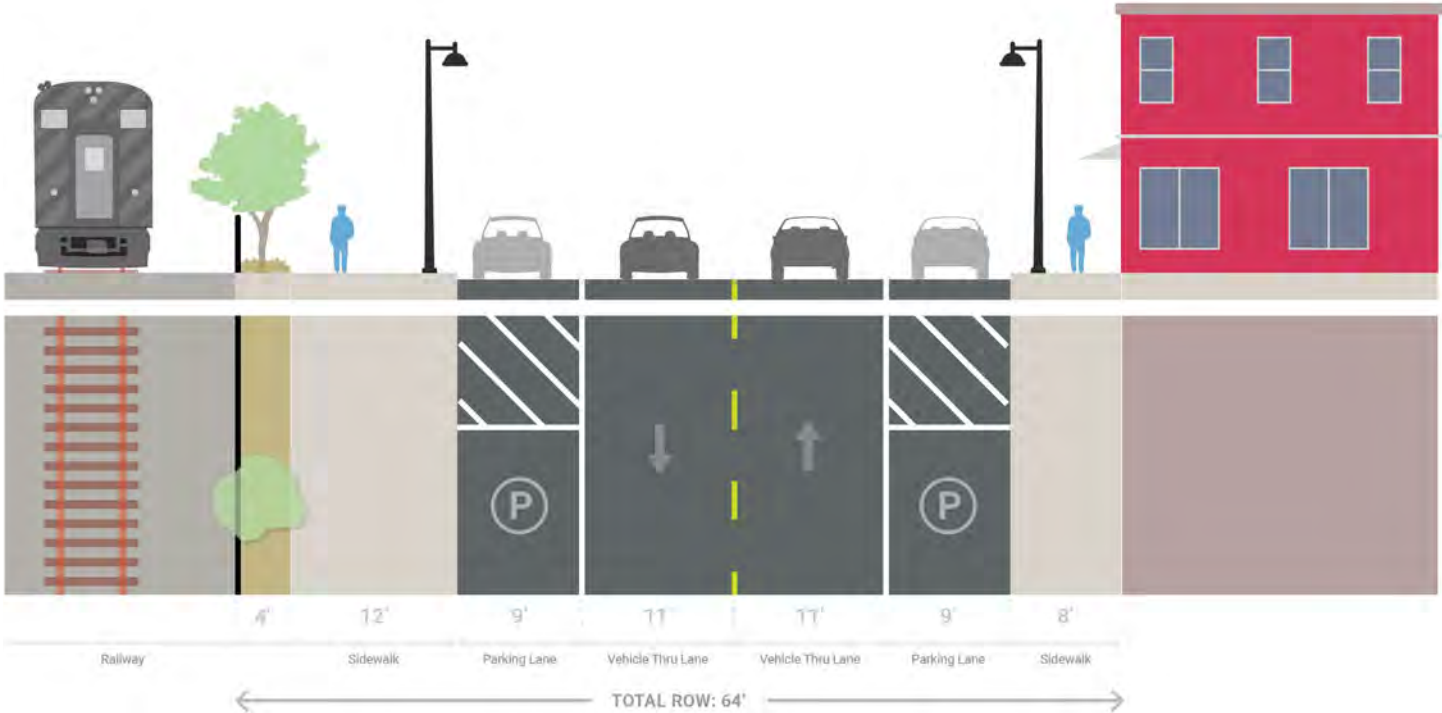 P P
4' 12' 9' 11' 11' 9' 8'
Railway Sidewalk Parking Lane Vehicle Thru Lane Vehicle Thru Lane Parking Lane Sidewalk
TOTAL ROW: 64'